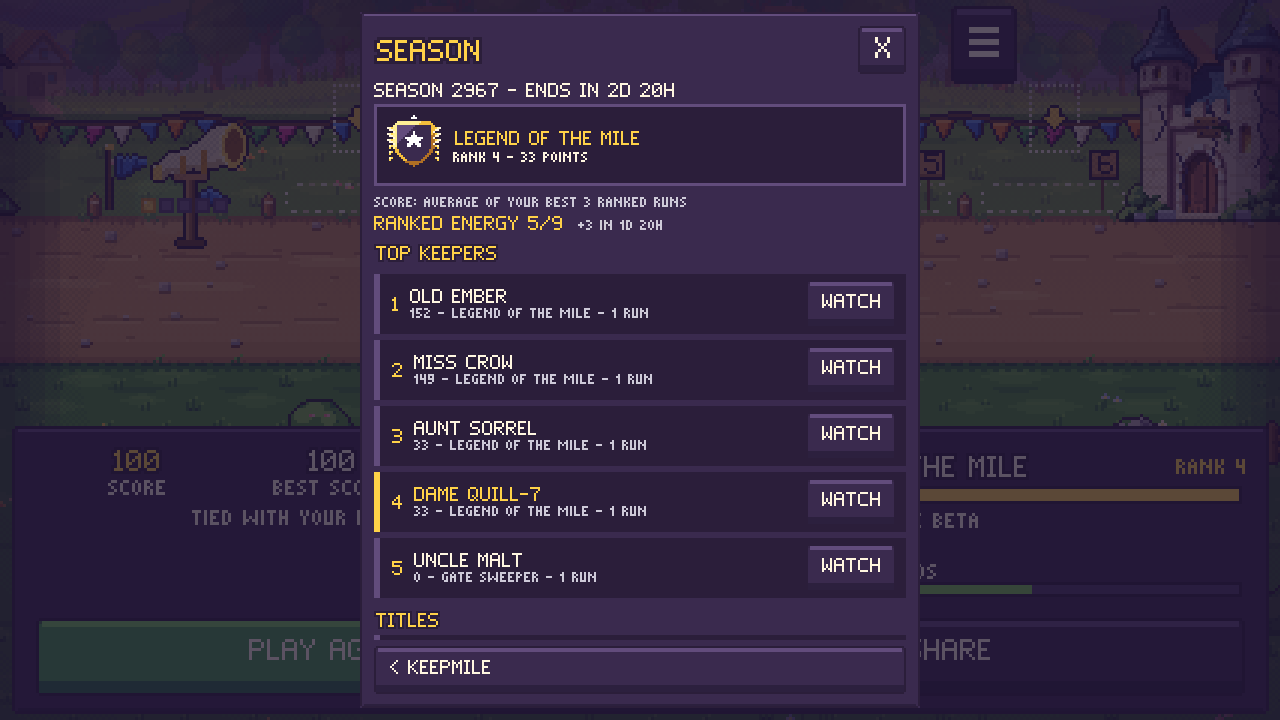 SEASON
X
SEASON 2967 - ENDS IN 2D 20H
LEGEND OF THE MILE
RANK 4 - 33 POINTS
SCORE: AVERAGE OF YOUR BEST 3 RANKED RUNS
RANKED ENERGY 5/9 +3 IN 1D 20H
TOP KEEPERS
1 OLD EMBER
152 - LEGEND OF THE MILE - 1 RUN
WATCH
2 MISS CROW
149 - LEGEND OF THE MILE - 1 RUN
WATCH
3 AUNT SORREL
33 - LEGEND OF THE MILE - 1 RUN
WATCH
4 DAME QUILL-7
33 - LEGEND OF THE MILE - 1 RUN
WATCH
5 UNCLE MALT
0 - GATE SWEEPER - 1 RUN
WATCH
TITLES
< KEEPMILE
5
6
100
SCORE
100
BEST SCO
TIED WITH YOUR
PLAY AG
THE MILE
RANK 4
BETA
SHARE